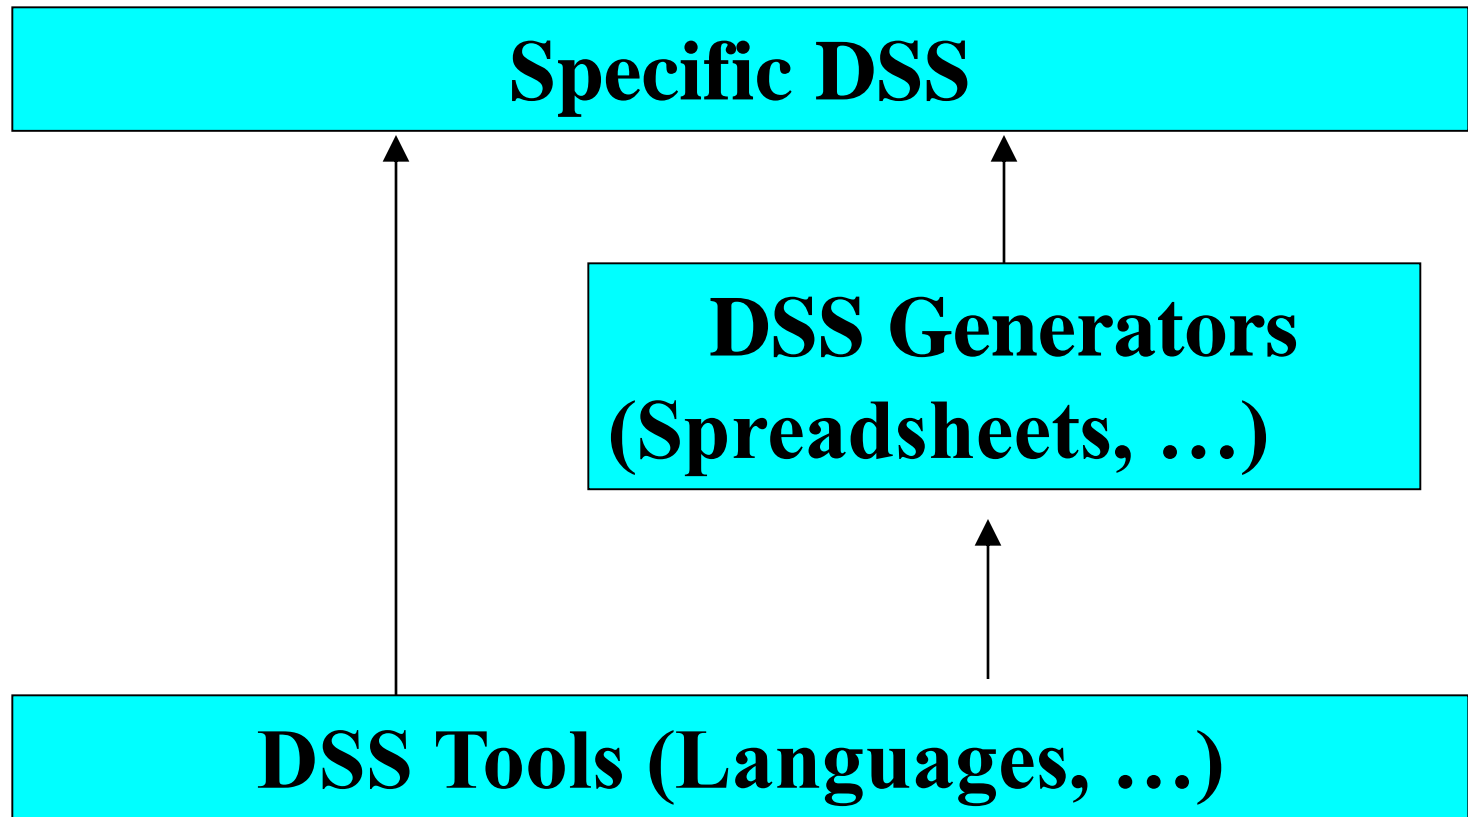 Specific DSS
DSS Generators
(Spreadsheets, …)
DSS Tools (Languages, …)